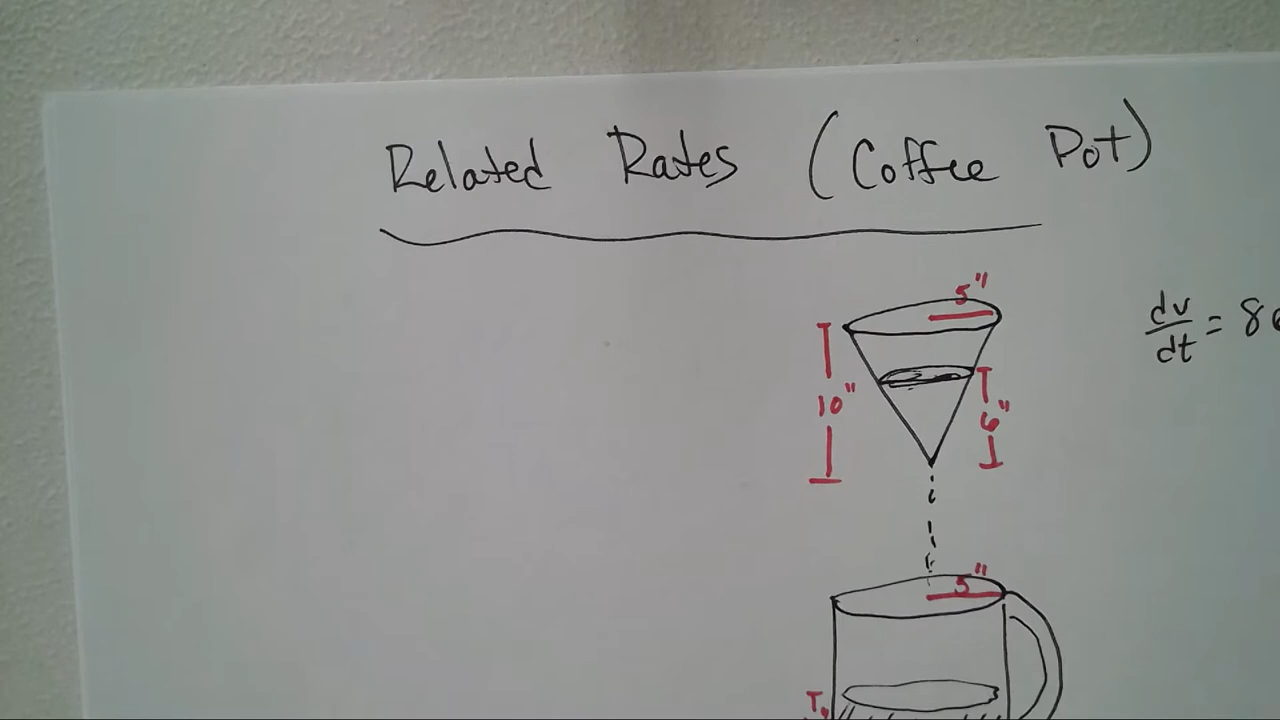 Related Rates (Coffee Pot)
5"
dv/dt = 8
10"
6"
5"